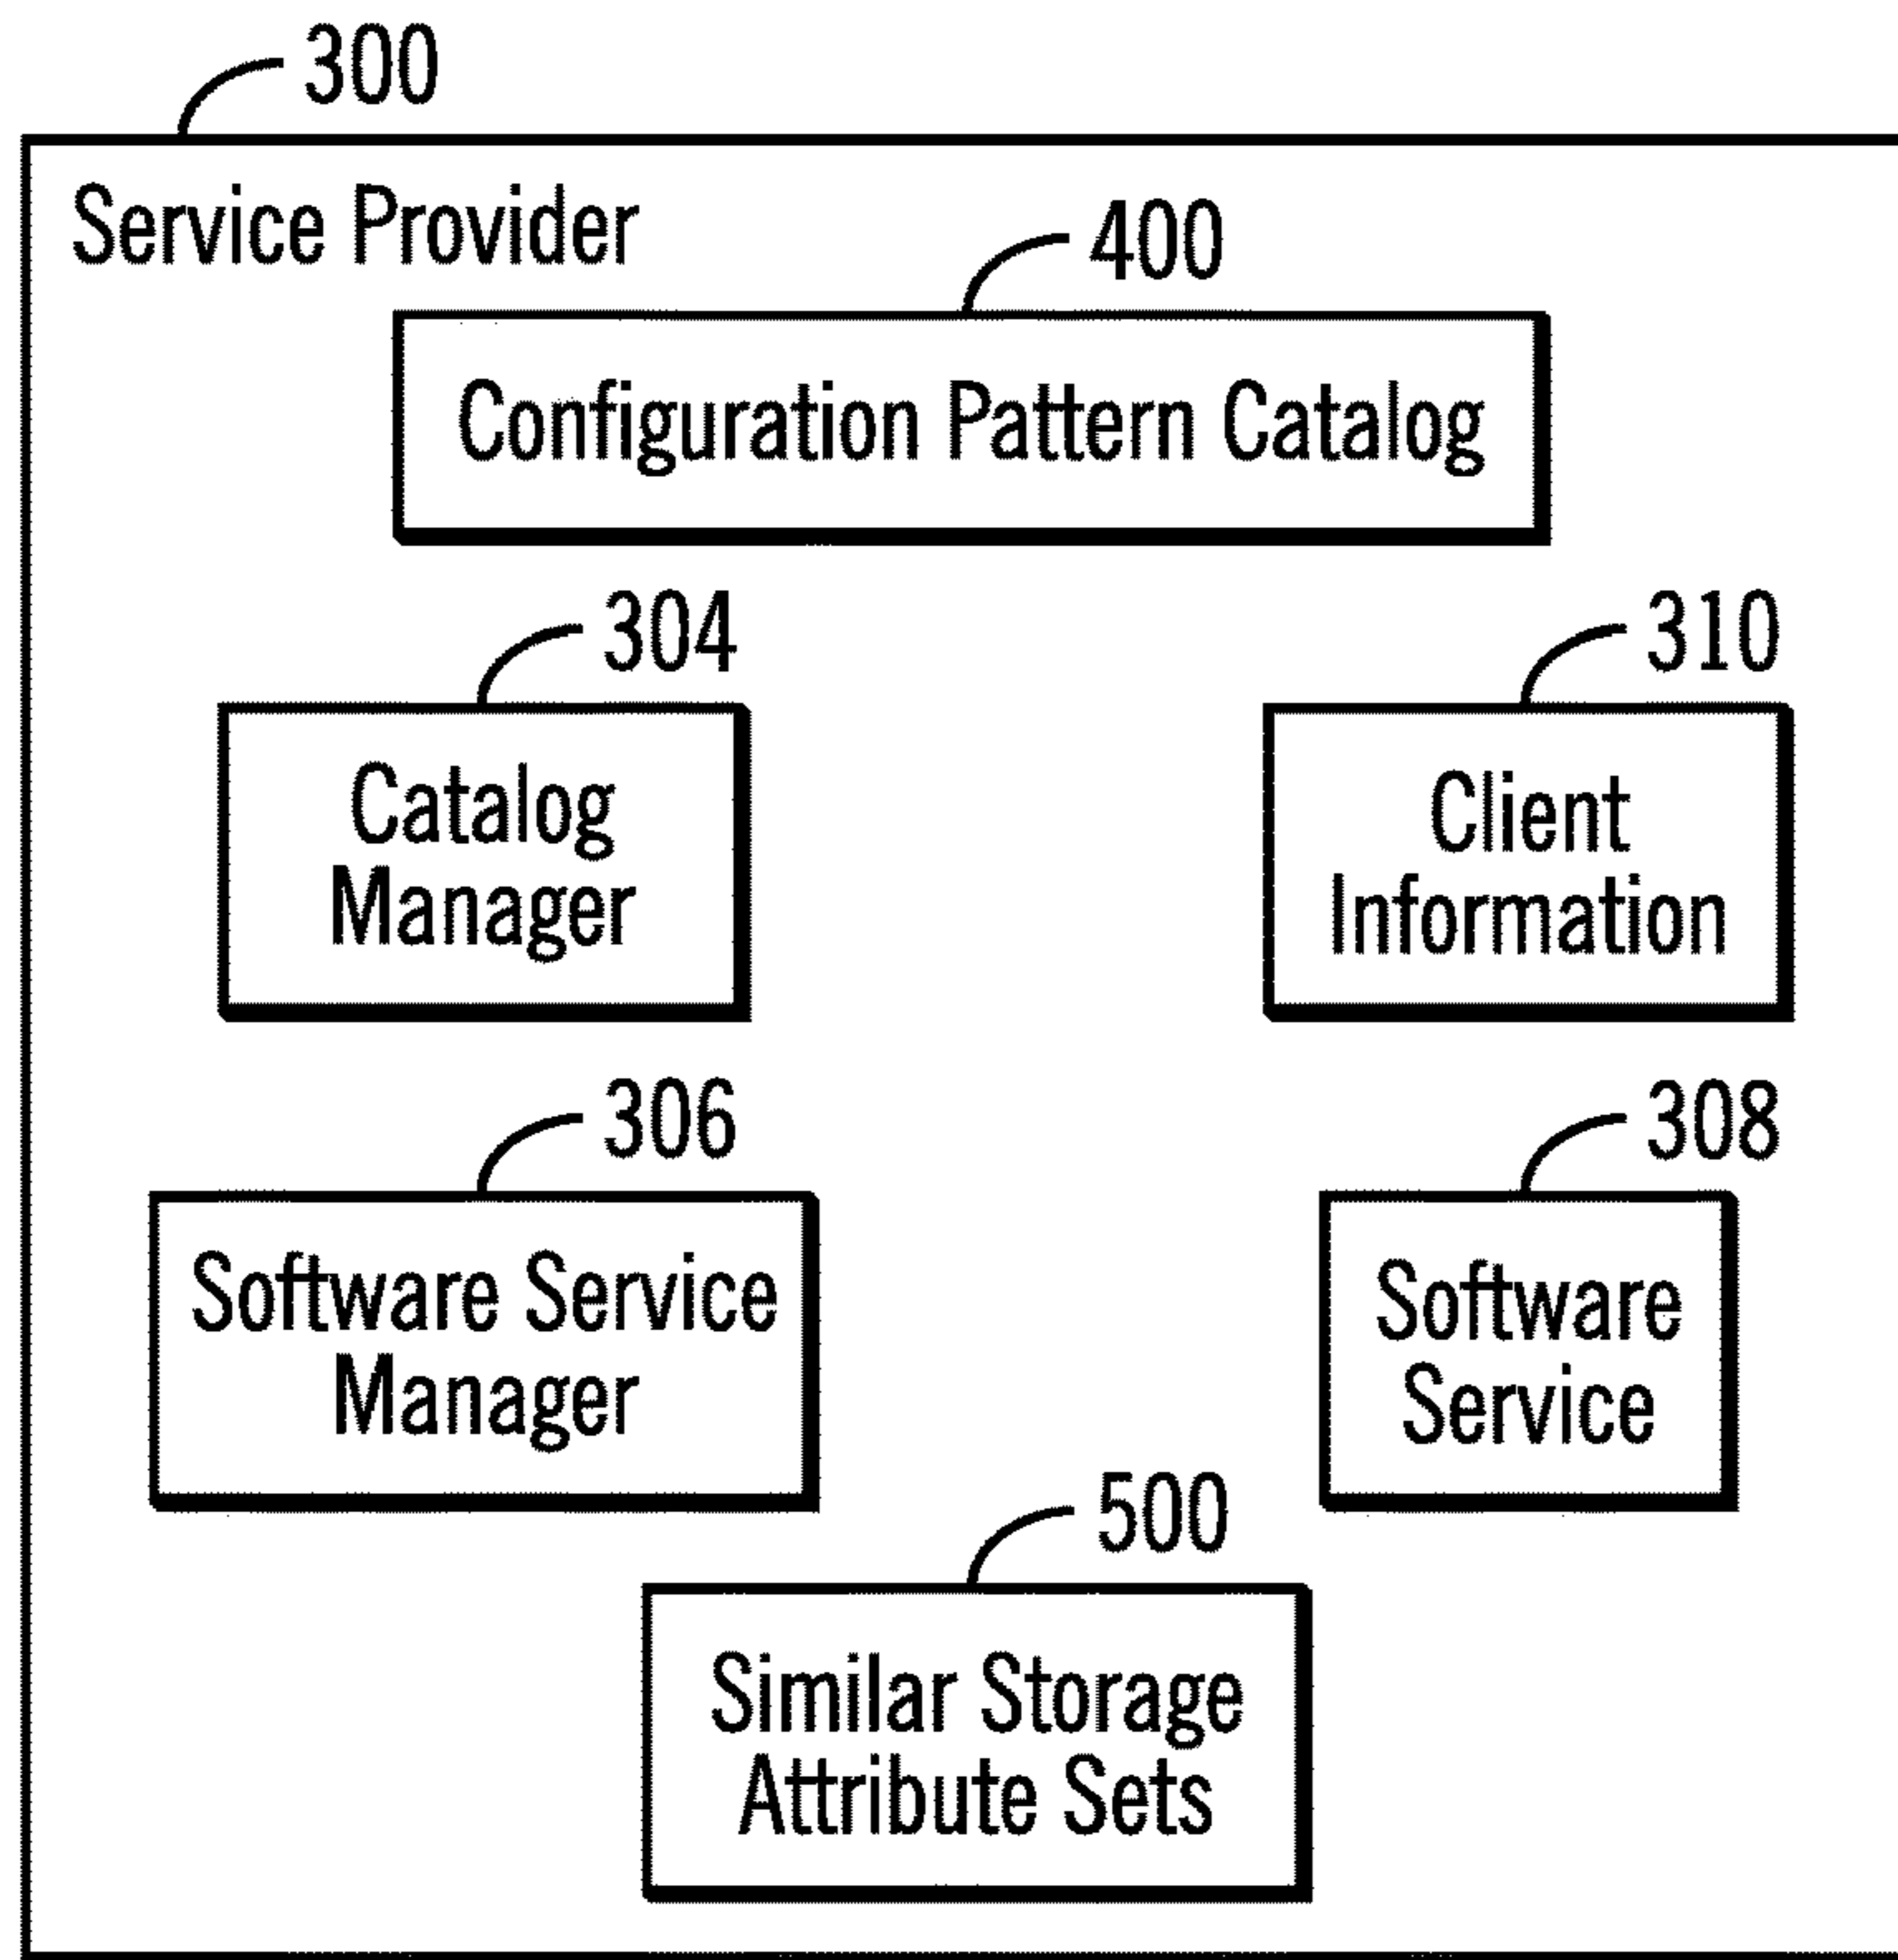 300
Service Provider
400
Configuration Pattern Catalog
304
Catalog
Manager
310
Client
Information
306
Software Service
Manager
308
Software
Service
500
Similar Storage
Attribute Sets